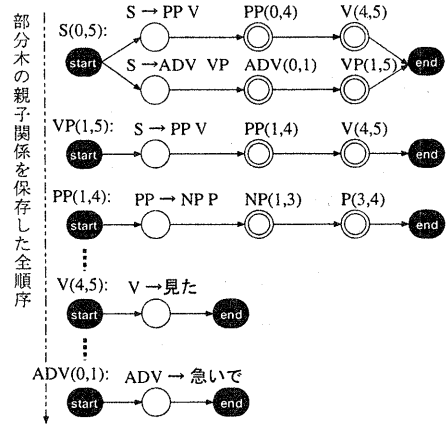 部分木の親子関係を保存した全順序
S(0,5):
S → PP V PP(0,4) V(4,5)
start end
S → ADV VP ADV(0,1) VP(1,5)
VP(1,5): S → PP V PP(1,4) V(4,5)
start end
PP(1,4): PP → NP P NP(1,3) P(3,4)
start end
V(4,5): V → 見た
start end
ADV(0,1): ADV → 急いで
start end